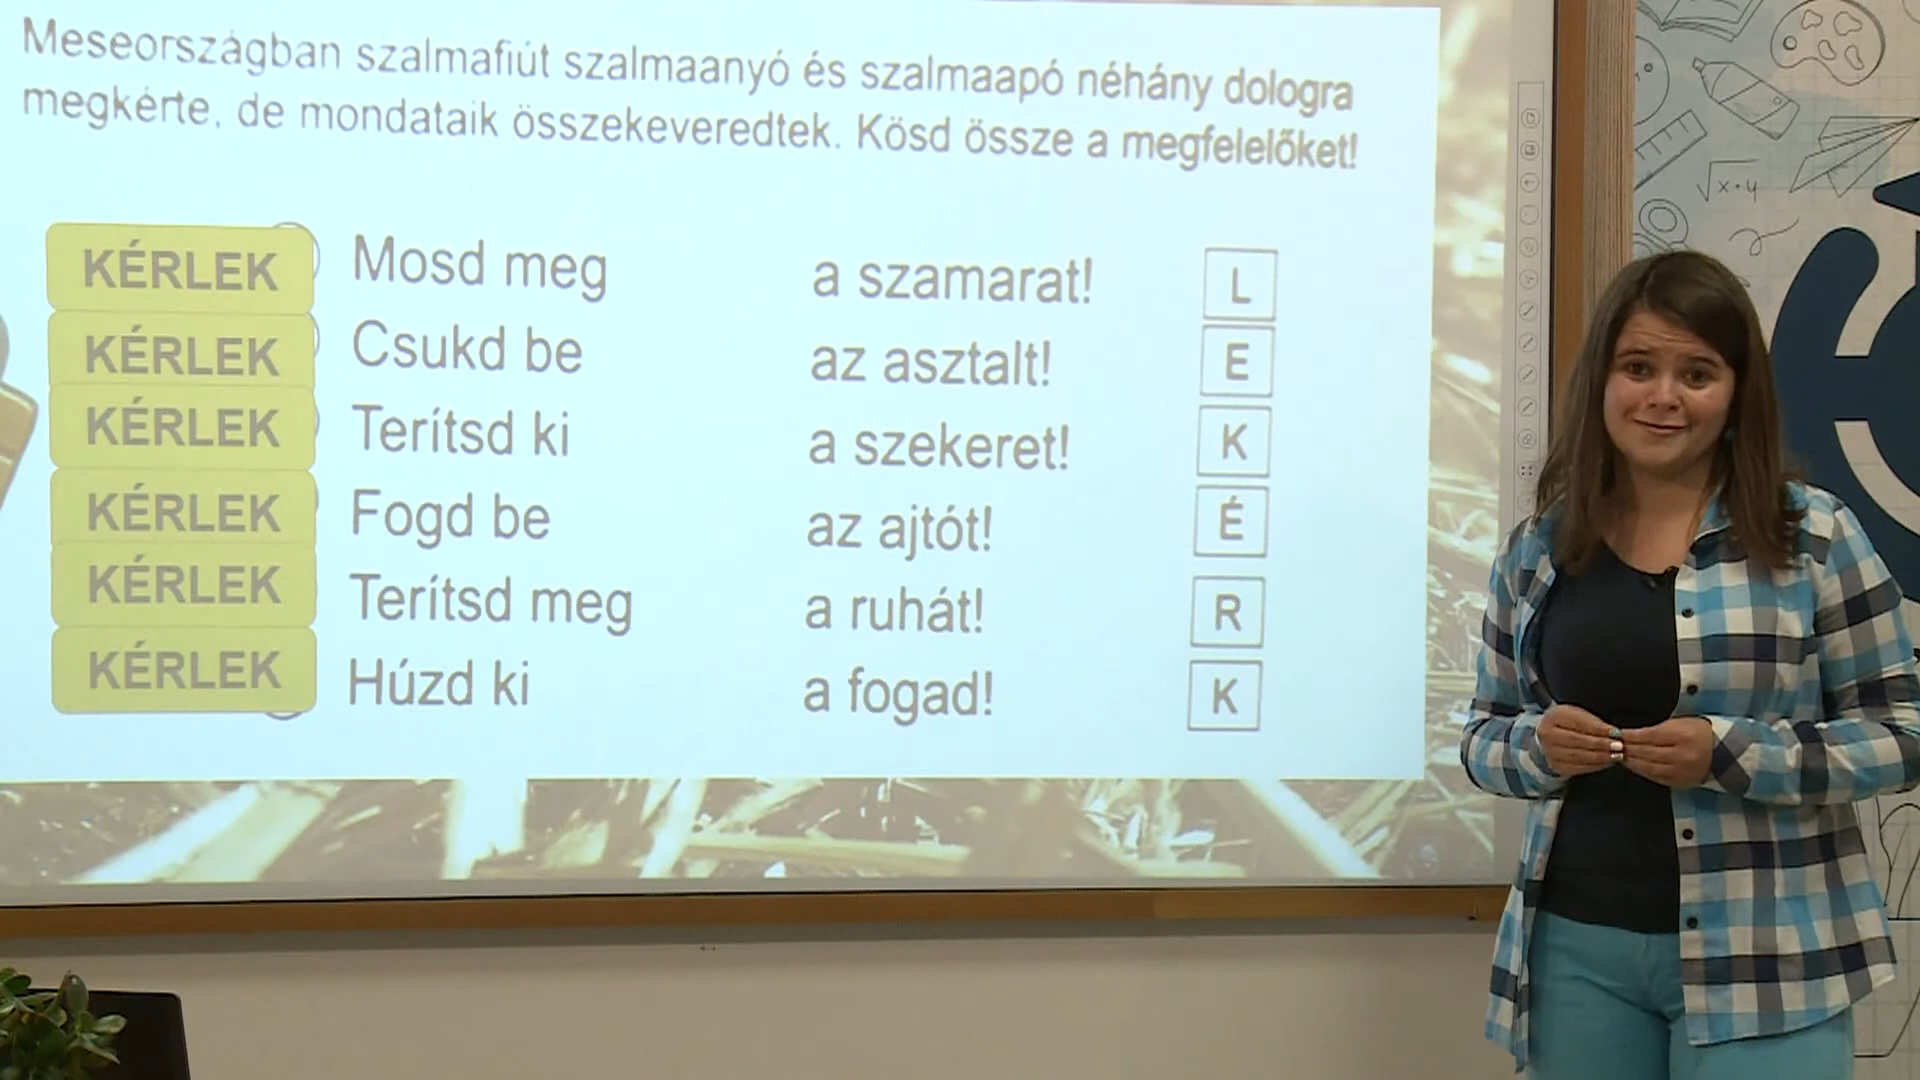 Meseországban szalmafiút szalmaanyó és szalmaapó néhány dologra
megkérte, de mondataik összekeveredtek. Kösd össze a megfelelőket!
KÉRLEK Mosd meg a szamarat! L
KÉRLEK Csukd be az asztalt! E
KÉRLEK Terítsd ki a szekeret! K
KÉRLEK Fogd be az ajtót! É
KÉRLEK Terítsd meg a ruhát! R
KÉRLEK Húzd ki a fogad! K
√x+y